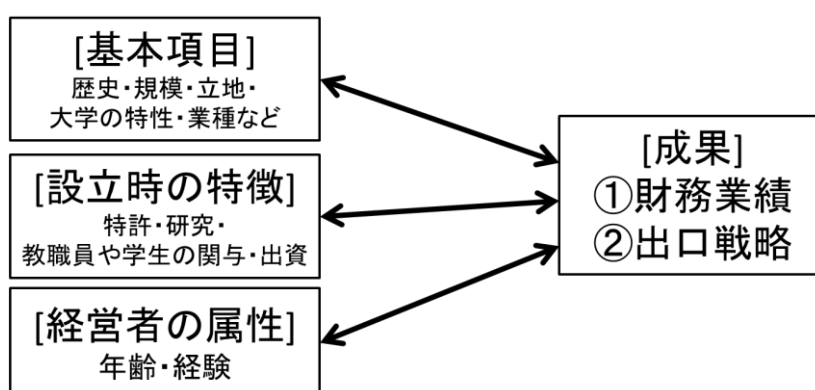 [基本項目]
歴史・規模・立地・
大学の特性・業種など
[設立時の特徴]
特許・研究・
教職員や学生の関与・出資
[経営者の属性]
年齢・経験
[成果]
①財務業績
②出口戦略